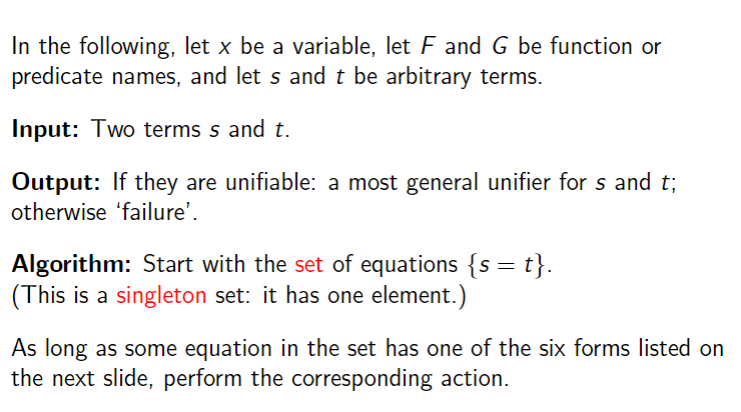 In the following, let x be a variable, let F and G be function or
predicate names, and let s and t be arbitrary terms.
Input: Two terms s and t.
Output: If they are unifiable: a most general unifier for s and t;
otherwise ‘failure’.
Algorithm: Start with the set of equations {s = t}.
(This is a singleton set: it has one element.)
As long as some equation in the set has one of the six forms listed on
the next slide, perform the corresponding action.